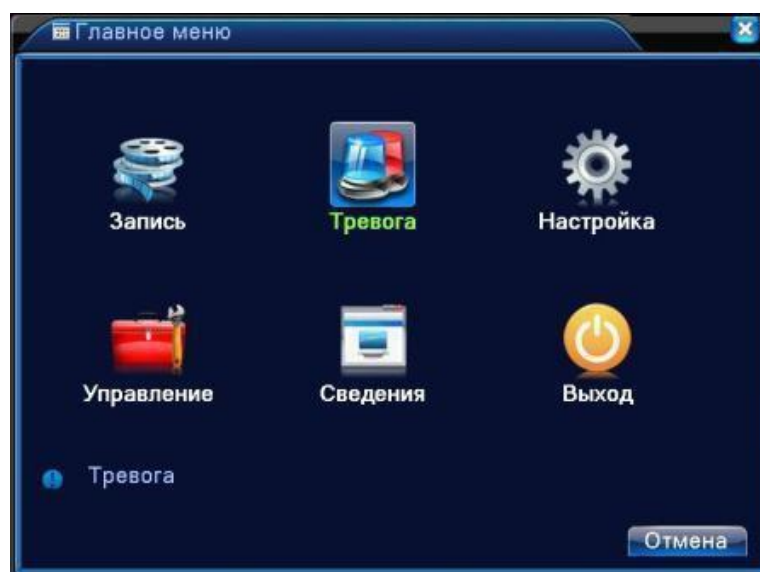 Главное меню
Запись Тревога Настройка
Управление Сведения Выход
Тревога
Отмена